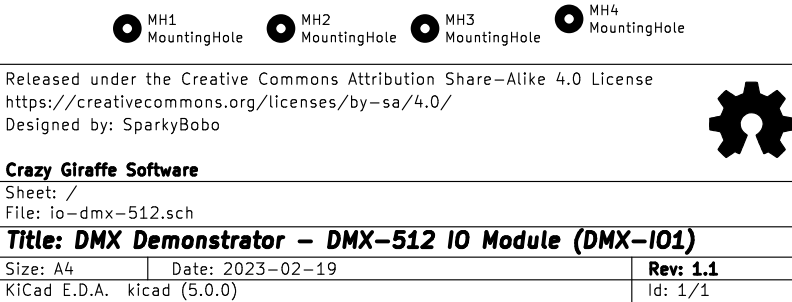 MH1
MountingHole
MH2
MountingHole
MH3
MountingHole
MH4
MountingHole
Released under the Creative Commons Attribution Share-Alike 4.0 License
https://creativecommons.org/licenses/by-sa/4.0/
Designed by: SparkyBobo
Crazy Giraffe Software
Sheet: /
File: io-dmx-512.sch
Title: DMX Demonstrator - DMX-512 IO Module (DMX-IO1)
Size: A4 Date: 2023-02-19 Rev: 1.1
KiCad E.D.A. kicad (5.0.0) Id: 1/1